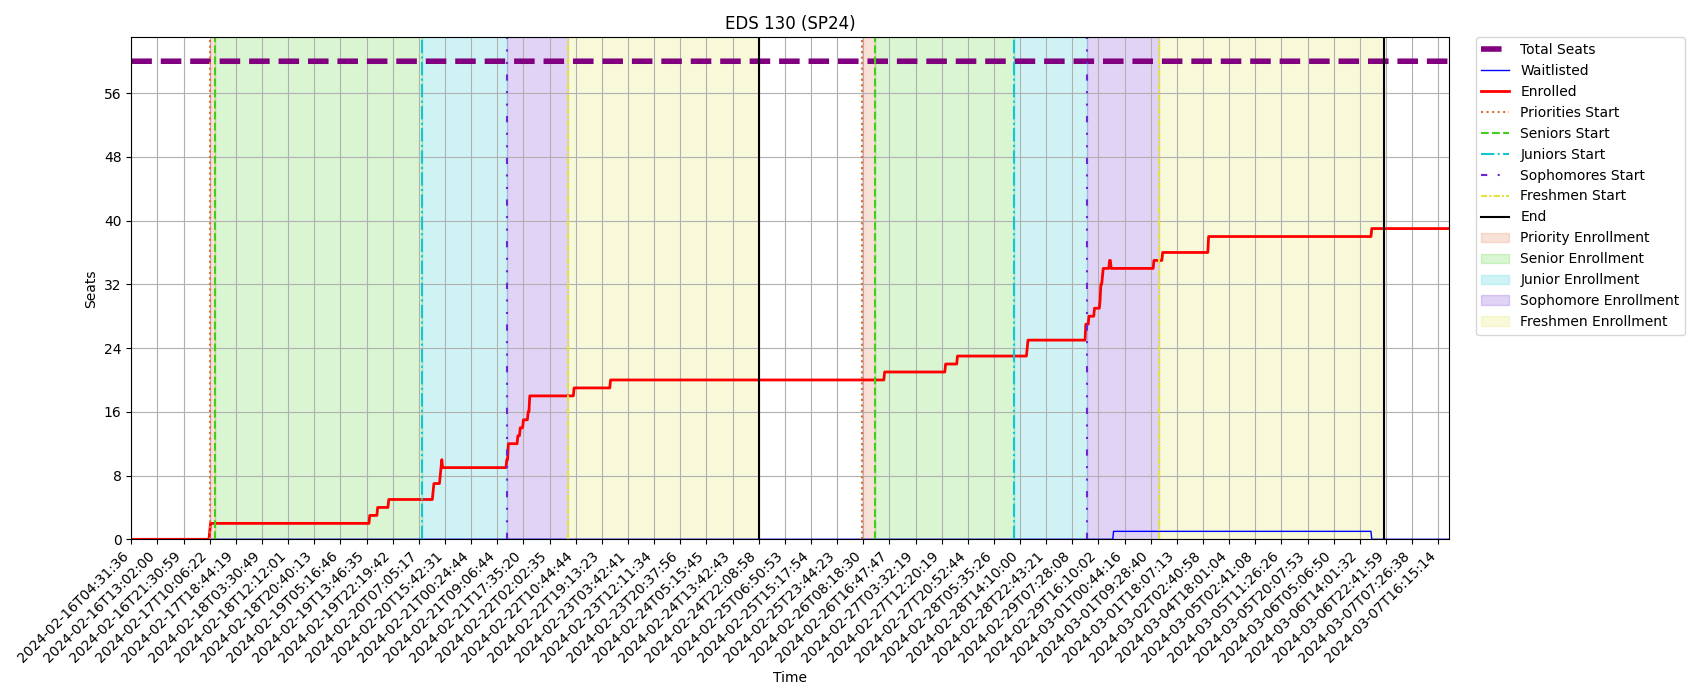 EDS 130 (SP24)
Seats
56
48
40
32
24
16
8
0
2024-02-16T04:31:36
2024-02-16T13:02:00
2024-02-16T21:30:59
2024-02-17T10:06:22
2024-02-17T18:44:19
2024-02-18T03:30:49
2024-02-18T12:12:01
2024-02-18T20:40:13
2024-02-19T05:16:46
2024-02-19T13:46:35
2024-02-19T22:19:42
2024-02-20T07:05:17
2024-02-20T15:42:31
2024-02-21T00:24:44
2024-02-21T09:06:44
2024-02-21T17:35:20
2024-02-22T02:02:35
2024-02-22T10:44:44
2024-02-22T19:13:23
2024-02-23T03:42:41
2024-02-23T12:11:34
2024-02-23T20:37:56
2024-02-24T05:15:45
2024-02-24T13:42:43
2024-02-24T22:08:58
2024-02-25T06:50:53
2024-02-25T15:17:54
2024-02-25T23:44:23
2024-02-26T08:18:30
2024-02-26T16:47:47
2024-02-27T03:32:19
2024-02-27T12:20:19
2024-02-27T20:52:44
2024-02-28T05:35:26
2024-02-28T14:10:00
2024-02-28T22:43:21
2024-02-29T07:28:08
2024-02-29T16:10:02
2024-03-01T00:44:16
2024-03-01T09:28:40
2024-03-01T18:07:13
2024-03-02T02:40:58
2024-03-04T18:01:04
2024-03-05T02:41:08
2024-03-05T11:26:26
2024-03-05T20:07:53
2024-03-06T05:06:50
2024-03-06T14:01:32
2024-03-06T22:41:59
2024-03-07T07:26:38
2024-03-07T16:15:14
Time
Total Seats
Waitlisted
Enrolled
Priorities Start
Seniors Start
Juniors Start
Sophomores Start
Freshmen Start
End
Priority Enrollment
Senior Enrollment
Junior Enrollment
Sophomore Enrollment
Freshmen Enrollment